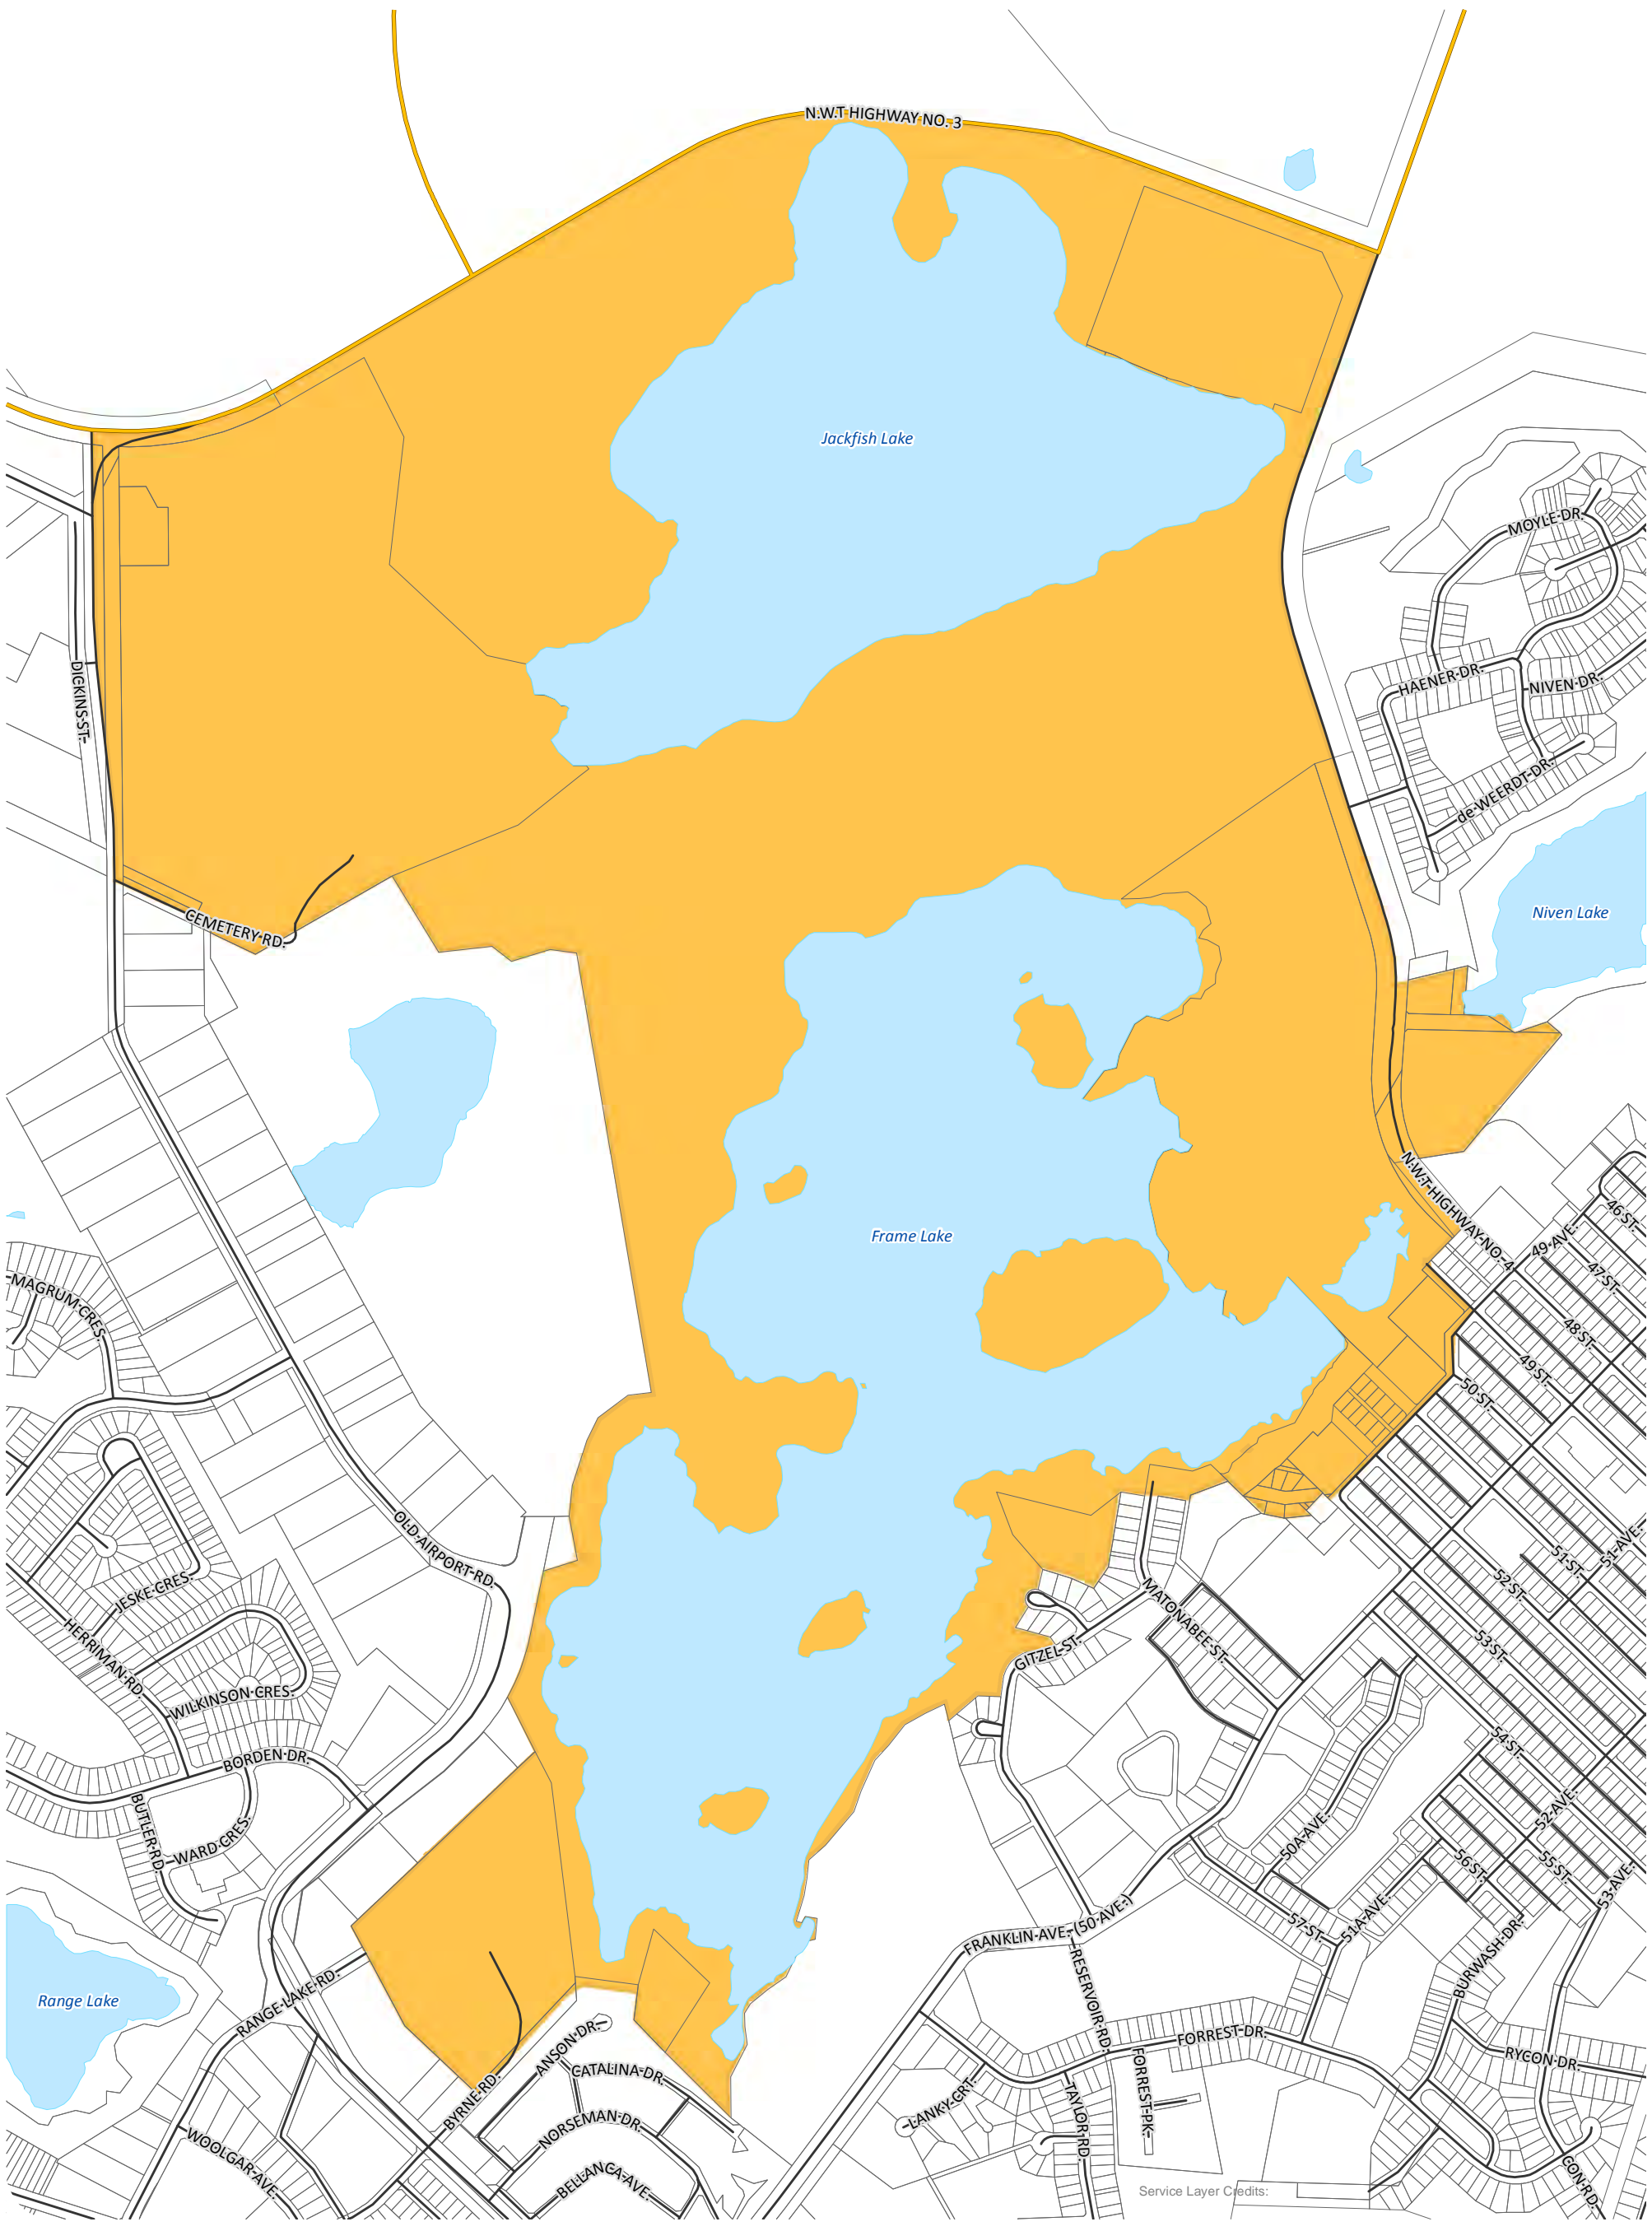 N.W.T HIGHWAY NO. 3
Jackfish Lake
MOYLE DR.
HAENER DR.
NIVEN DR.
DICKINS ST.
de WEERDT DR.
Niven Lake
CEMETERY RD.
N.W.T HIGHWAY NO. 4
46 ST.
49 AVE.
Frame Lake
47 ST.
MAGRUM CRES.
48 ST.
49 ST.
50 ST.
OLD AIRPORT RD.
51 AVE.
51 ST.
JESKE CRES.
52 ST.
MATONABEE ST.
HERRIMAN RD.
GITZEL ST.
53 ST.
WILKINSON CRES.
54 ST.
BORDEN DR.
52 AVE.
BUTLER RD.
WARD CRES.
50A AVE.
56 ST.
55 ST.
53 AVE.
57 ST.
51A AVE.
FRANKLIN AVE. (50 AVE.)
BURWASH DR.
Range Lake
RANGE LAKE RD.
RESERVOIR RD.
ANSON DR.
FORREST DR.
RYCON DR.
CATALINA DR.
BYRNE RD.
LANKY CRT.
TAYLOR RD.
FORREST PK.
NORSEMAN DR.
WOOLGAR AVE.
BELLANCA AVE.
CON RD.
Service Layer Credits: